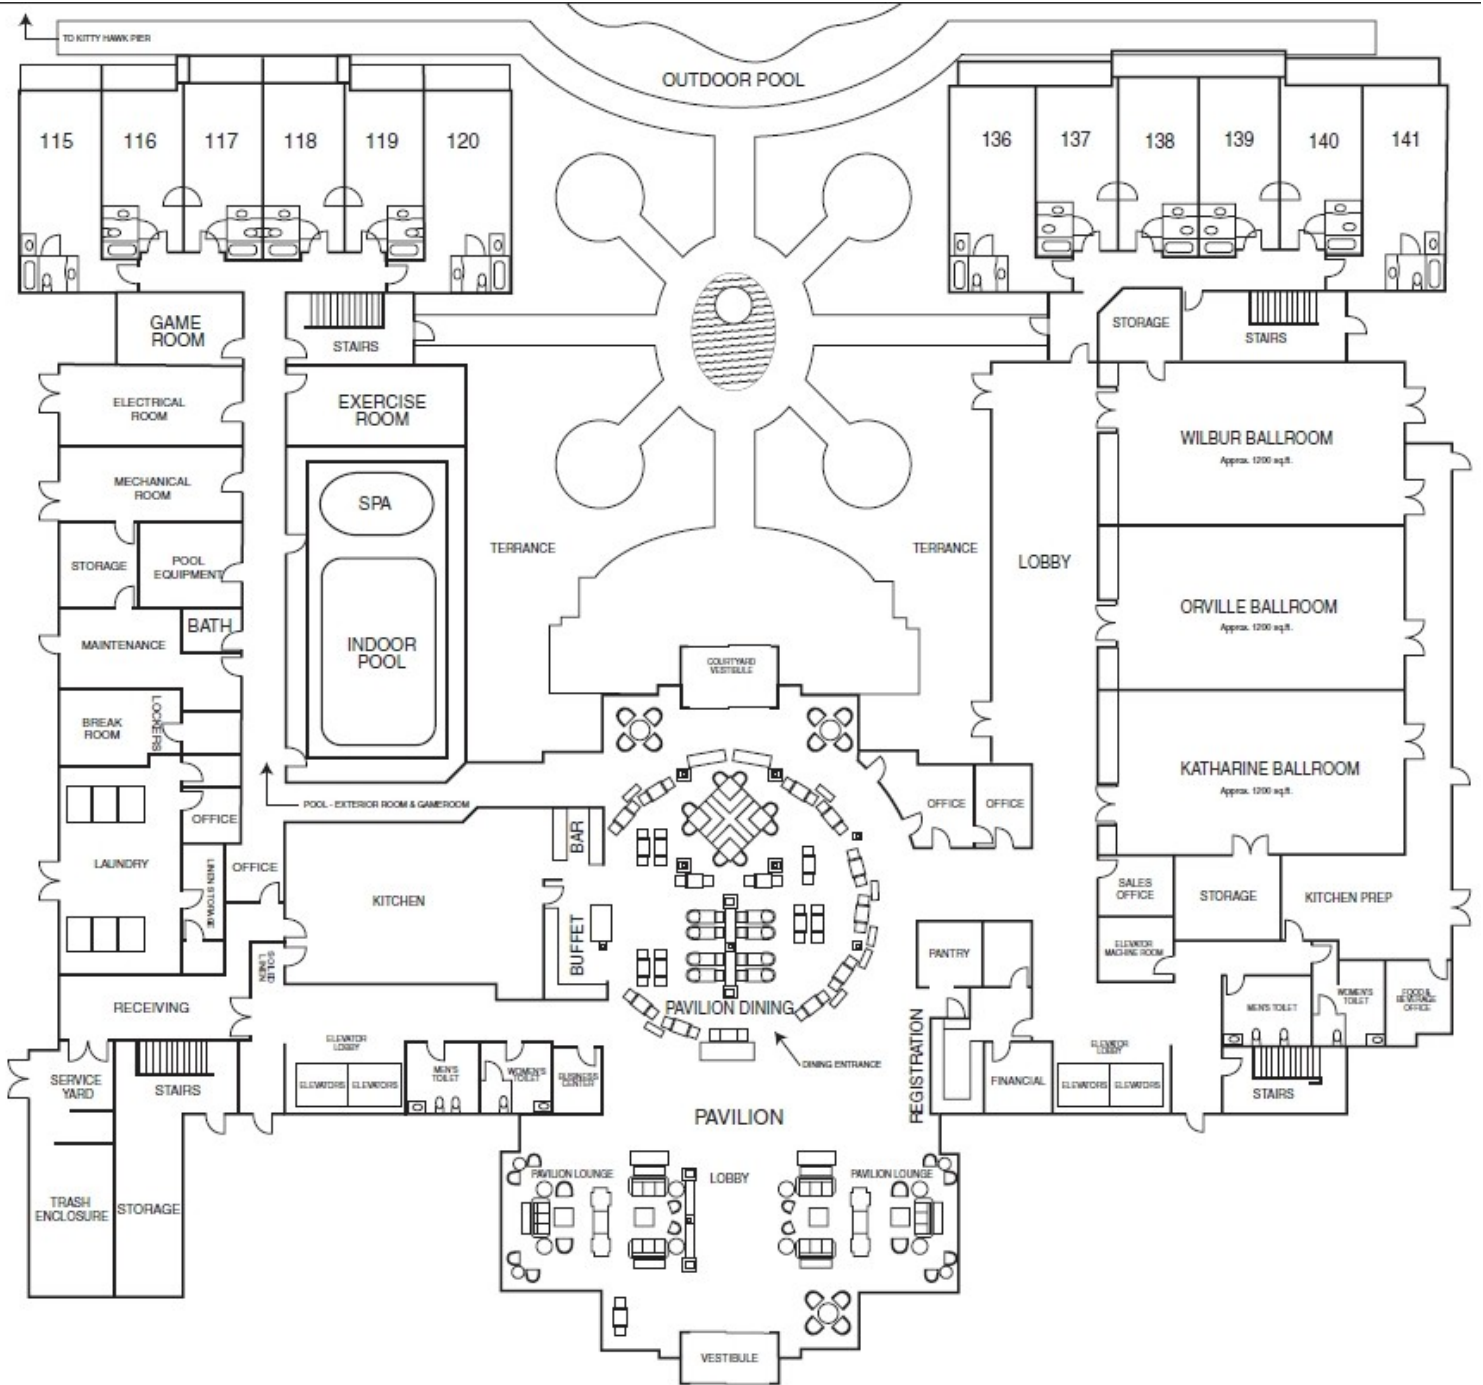 TO KITTY HAWK PIER
OUTDOOR POOL
115
116
117
118
119
120
136
137
138
139
140
141
GAME
ROOM
STAIRS
STORAGE
STAIRS
ELECTRICAL
ROOM
EXERCISE
ROOM
WILBUR BALLROOM
Approx. 1200 sq.ft.
MECHANICAL
ROOM
SPA
TERRANCE
TERRANCE
LOBBY
STORAGE
POOL
EQUIPMENT
ORVILLE BALLROOM
Approx. 1200 sq.ft.
BATH
MAINTENANCE
INDOOR
POOL
COURTYARD
VESTIBULE
BREAK
ROOM
LOCKERS
KATHARINE BALLROOM
Approx. 1200 sq.ft.
POOL - EXTERIOR ROOM & GAMEROOM
OFFICE
OFFICE
OFFICE
BAR
LAUNDRY
OFFICE
LINEN STORAGE
KITCHEN
SALES
OFFICE
STORAGE
KITCHEN PREP
BUFFET
PANTRY
ELEVATOR
MACHINE ROOM
SOILED
LINEN
RECEIVING
PAVILION DINING
MEN'S TOILET
WOMEN'S
TOILET
FOOD &
BEVERAGE
OFFICE
ELEVATOR
LOBBY
DINING ENTRANCE
REGISTRATION
ELEVATOR
LOBBY
SERVICE
YARD
STAIRS
ELEVATORS
ELEVATORS
MEN'S
TOILET
WOMEN'S
TOILET
BUSINESS
CENTER
FINANCIAL
ELEVATORS
ELEVATORS
STAIRS
PAVILION
PAVILION LOUNGE
LOBBY
PAVILION LOUNGE
TRASH
ENCLOSURE
STORAGE
VESTIBULE